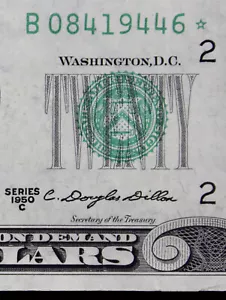 B 08419446 *
WASHINGTON, D.C.
2
TWENTY
SERIES
1950
C
C. Douglas Dillon
2
Secretary of the Treasury.
ON DEMAND
LARS